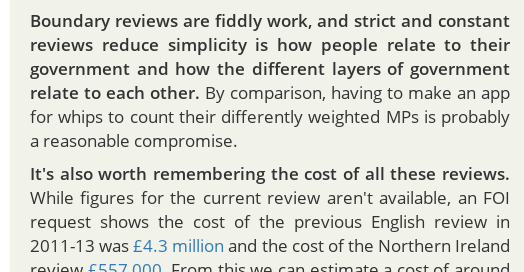 Boundary reviews are fiddly work, and strict and constant
reviews reduce simplicity is how people relate to their
government and how the different layers of government
relate to each other. By comparison, having to make an app
for whips to count their differently weighted MPs is probably
a reasonable compromise.
It's also worth remembering the cost of all these reviews.
While figures for the current review aren't available, an FOI
request shows the cost of the previous English review in
2011-13 was £4.3 million and the cost of the Northern Ireland
review £557,000. From this we can estimate a cost of around